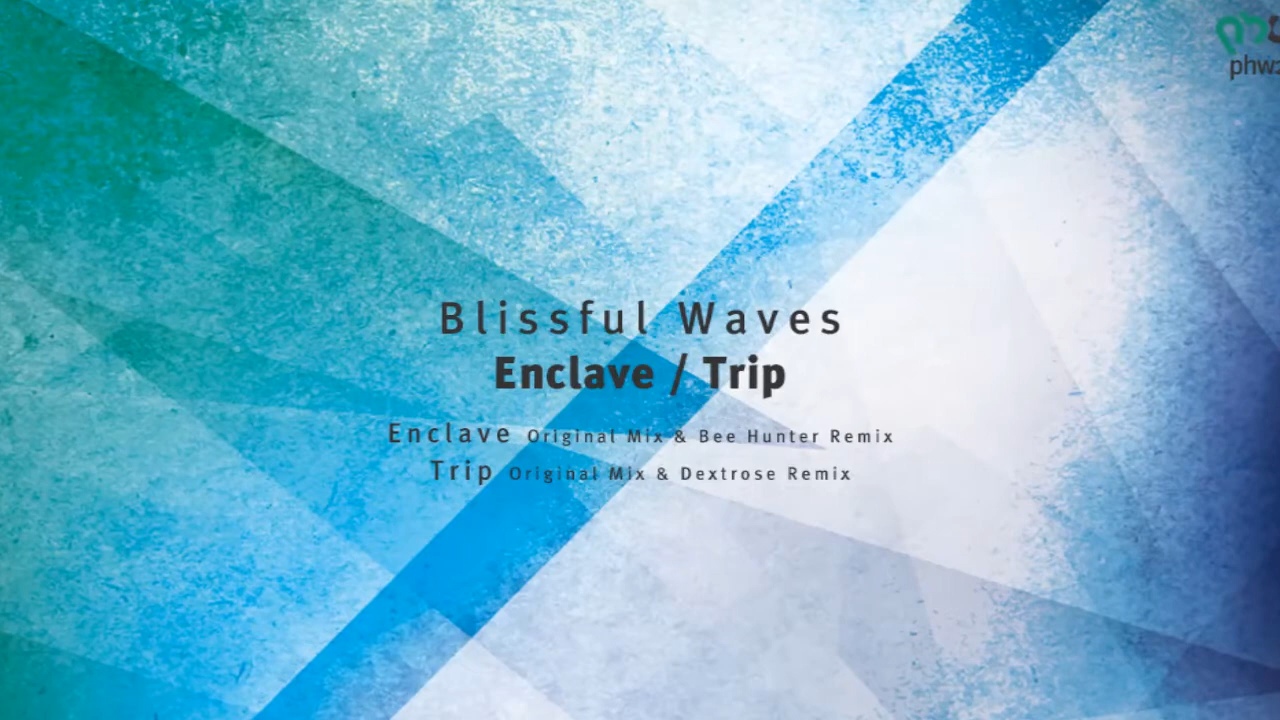 Blissful Waves
Enclave / Trip
Enclave Original Mix & Bee Hunter Remix
Trip Original Mix & Dextrose Remix